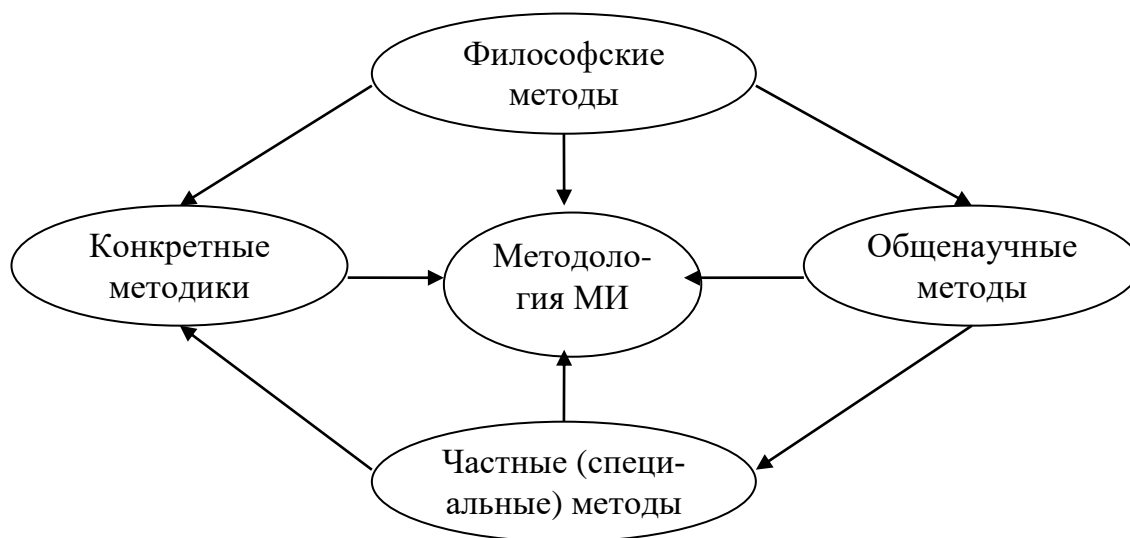 Философские
методы
Конкретные
методики
Методоло-
гия МИ
Общенаучные
методы
Частные (специ-
альные) методы